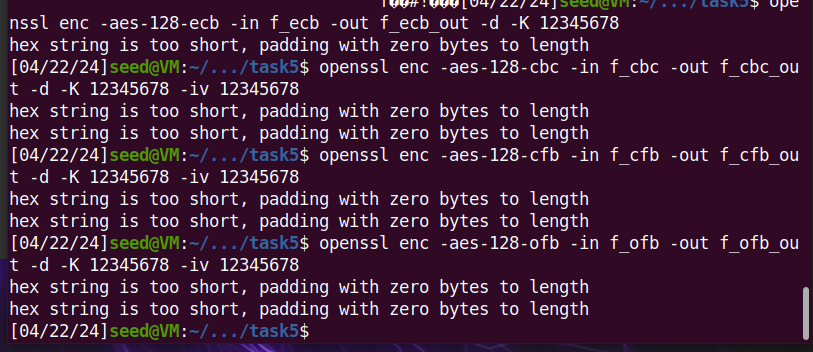 [04/22/24]seed@VM:~/.../task5$ ope
nssl enc -aes-128-ecb -in f_ecb -out f_ecb_out -d -K 12345678
hex string is too short, padding with zero bytes to length
[04/22/24]seed@VM:~/.../task5$ openssl enc -aes-128-cbc -in f_cbc -out f_cbc_ou
t -d -K 12345678 -iv 12345678
hex string is too short, padding with zero bytes to length
hex string is too short, padding with zero bytes to length
[04/22/24]seed@VM:~/.../task5$ openssl enc -aes-128-cfb -in f_cfb -out f_cfb_ou
t -d -K 12345678 -iv 12345678
hex string is too short, padding with zero bytes to length
hex string is too short, padding with zero bytes to length
[04/22/24]seed@VM:~/.../task5$ openssl enc -aes-128-ofb -in f_ofb -out f_ofb_ou
t -d -K 12345678 -iv 12345678
hex string is too short, padding with zero bytes to length
hex string is too short, padding with zero bytes to length
[04/22/24]seed@VM:~/.../task5$